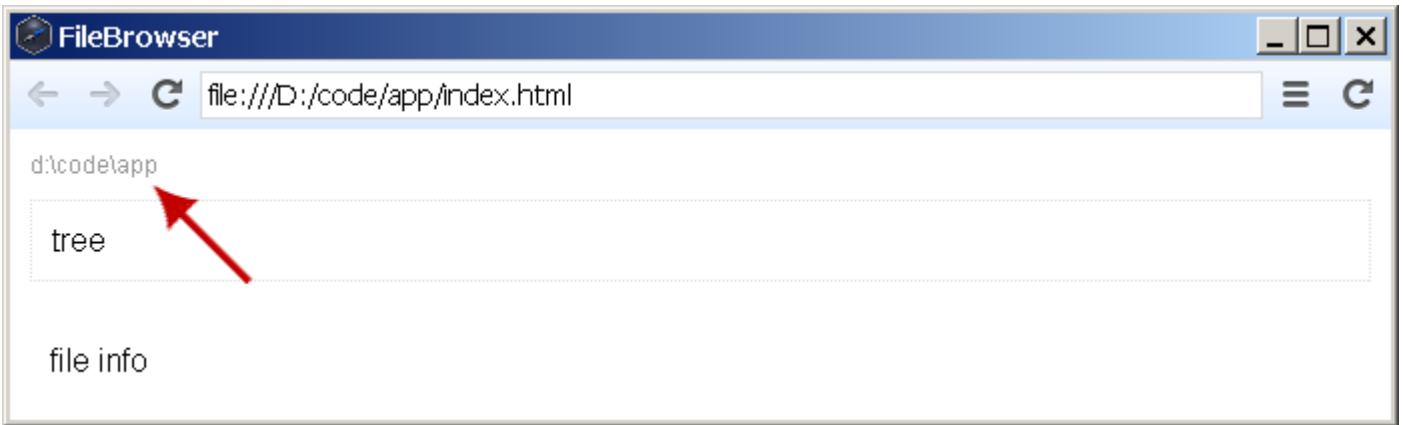 FileBrowser
file:///D:/code/app/index.html
d:\code\app
tree
file info